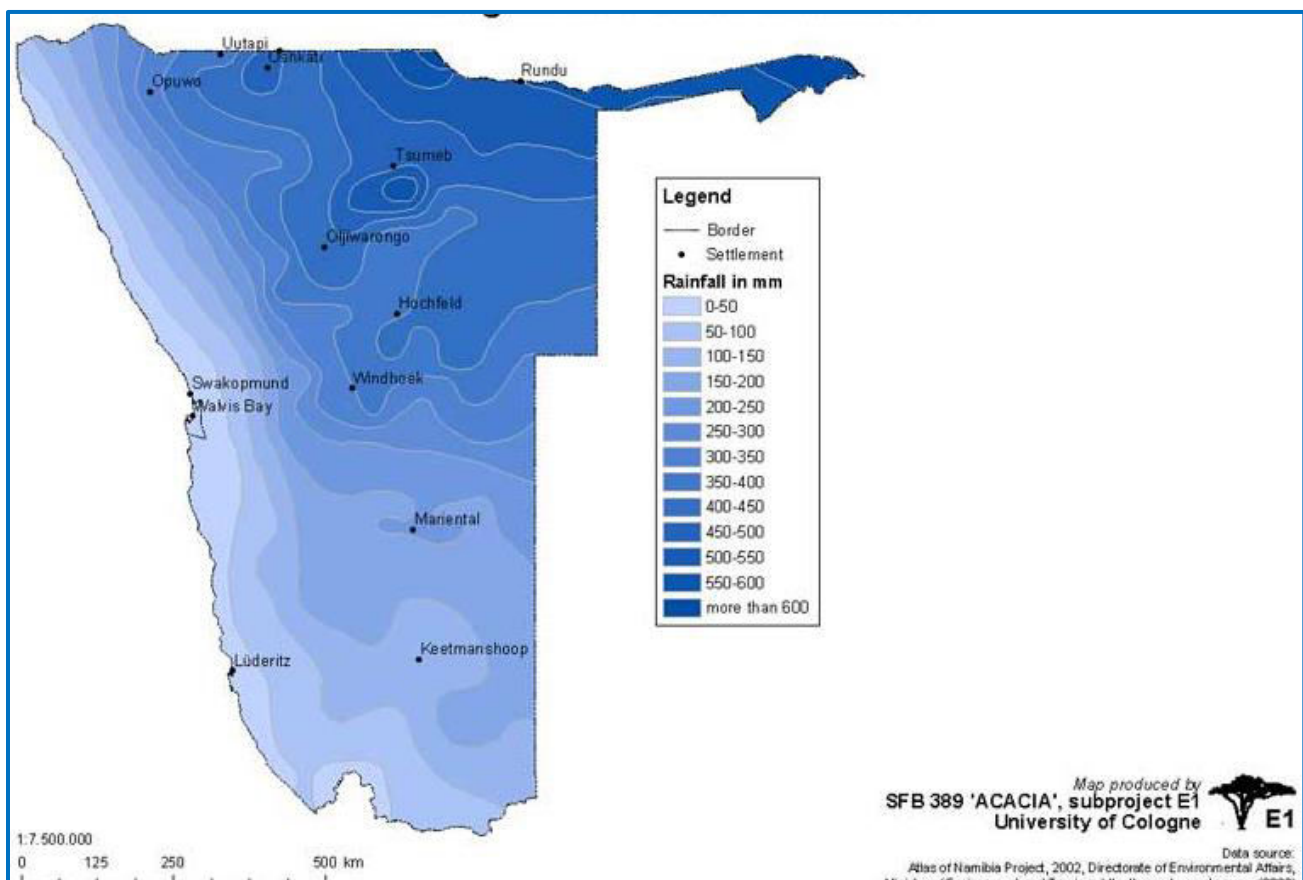 Uutapi
Oshkati
Opuwo
Rundu
Tsumeb
Otjiwarongo
Hochfeld
Windhoek
Swakopmund
Walvis Bay
Mariental
Keetmanshoop
Lüderitz
Legend
Border
Settlement
Rainfall in mm
0-50
50-100
100-150
150-200
200-250
250-300
300-350
350-400
400-450
450-500
500-550
550-600
more than 600
1:7.500.000
0 125 250 500 km
Map produced by
SFB 389 'ACACIA', subproject E1
University of Cologne
E1
Data source:
Atlas of Namibia Project, 2002, Directorate of Environmental Affairs,